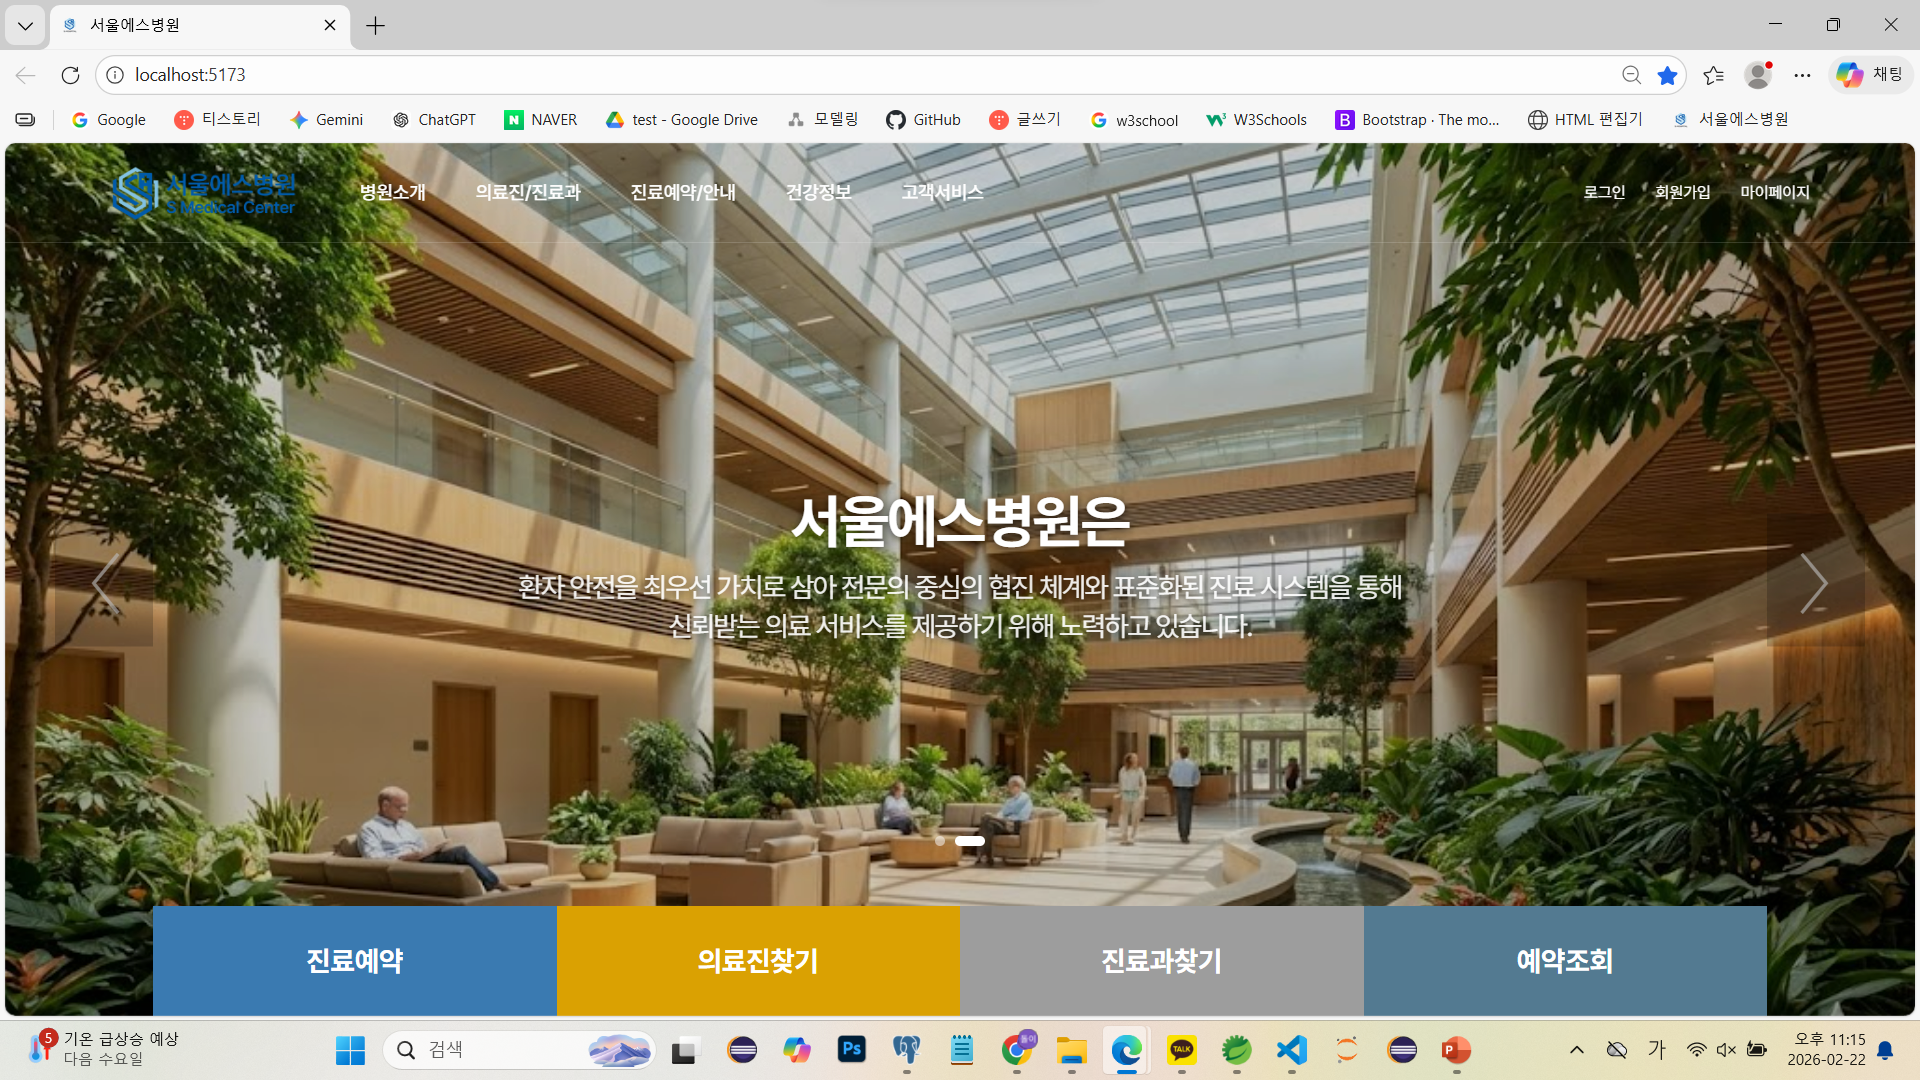 서울에스병원
localhost:5173
채팅
Google
티스토리
Gemini
ChatGPT
NAVER
test - Google Drive
모델링
GitHub
글쓰기
w3school
W3Schools
Bootstrap · The mo...
HTML 편집기
서울에스병원
서울에스병원
S Medical Center
병원소개
의료진/진료과
진료예약/안내
건강정보
고객서비스
로그인
회원가입
마이페이지
서울에스병원은
환자 안전을 최우선 가치로 삼아 전문의 중심의 협진 체계와 표준화된 진료 시스템을 통해
신뢰받는 의료 서비스를 제공하기 위해 노력하고 있습니다.
진료예약
의료진찾기
진료과찾기
예약조회
5
기온 급상승 예상
다음 수요일
검색
Ps
돌이
TALK
P
가
오후 11:15
2026-02-22